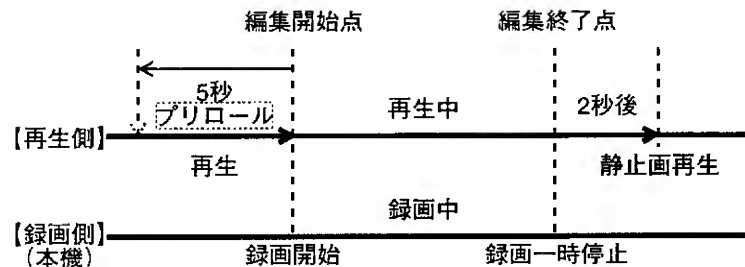 編集開始点 編集終了点
5秒
プリロール 再生中 2秒後
【再生側】
再生 静止画再生
録画中
【録画側】
(本機) 録画開始 録画一時停止